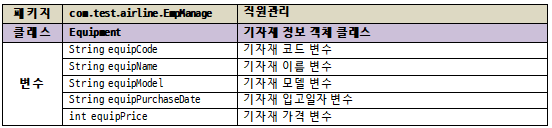 패키지 com.test.airline.EmpManage 직원관리
클래스 Equipment 기자재 정보 객체 클래스
변수
String equipCode 기자재 코드 변수
String equipName 기자재 이름 변수
String equipModel 기자재 모델 변수
String equipPurchaseDate 기자재 입고일자 변수
int equipPrice 기자재 가격 변수